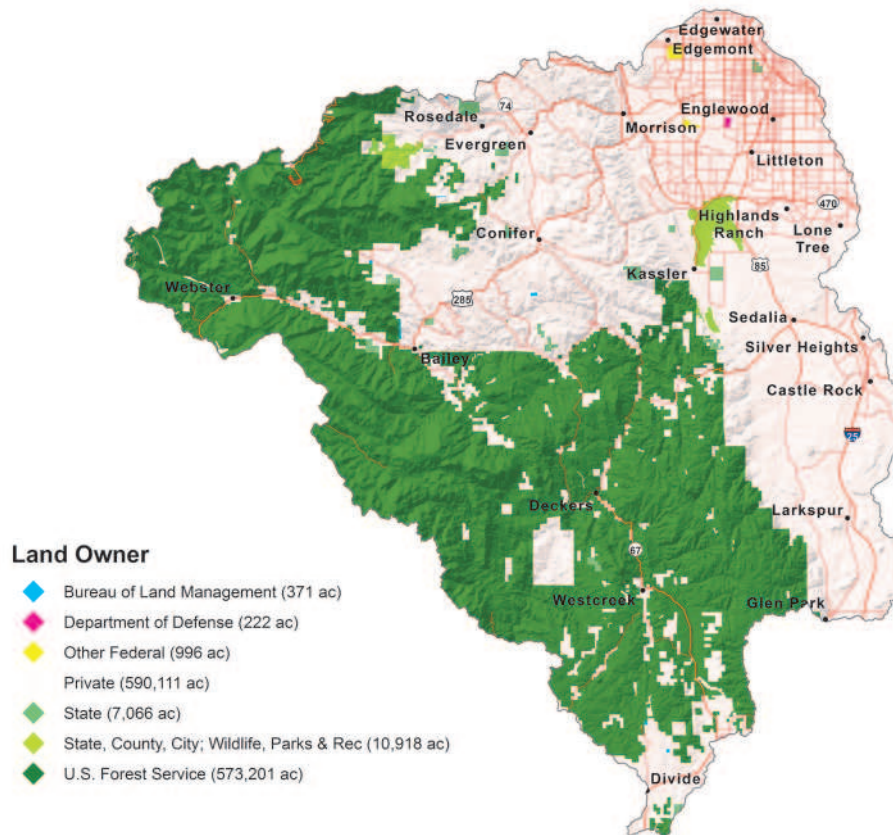 Edgewater
Edgemont
Rosedale
74
Englewood
Morrison
Evergreen
Littleton
470
Highlands
Ranch
Lone
Tree
Conifer
Kassler
85
Webster
285
Sedalia
Silver Heights
Bailey
Castle Rock
25
Deckers
Larkspur
67
Westcreek
Glen Park
Divide
Land Owner
Bureau of Land Management (371 ac)
Department of Defense (222 ac)
Other Federal (996 ac)
Private (590,111 ac)
State (7,066 ac)
State, County, City; Wildlife, Parks & Rec (10,918 ac)
U.S. Forest Service (573,201 ac)